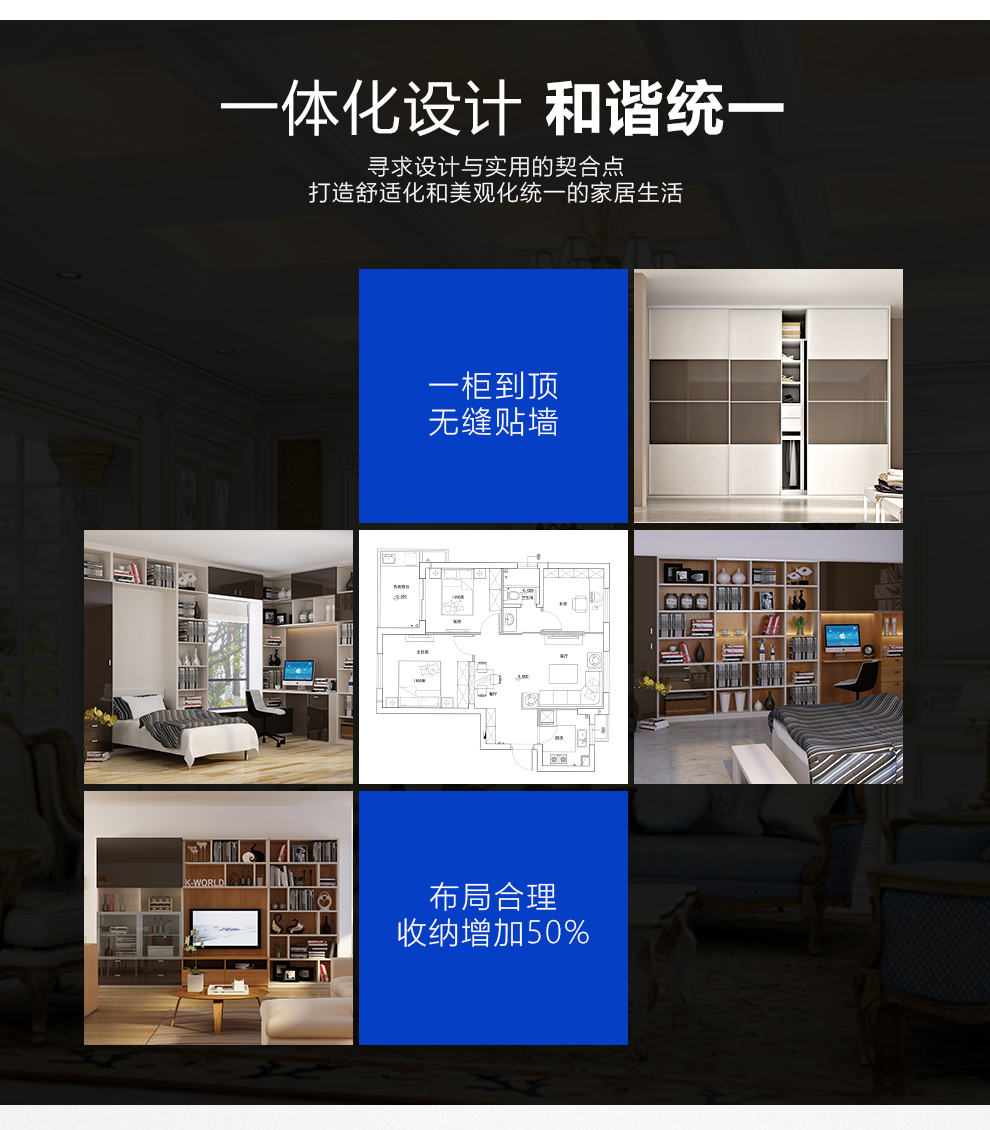 一体化设计 和谐统一
寻求设计与实用的契合点
打造舒适化和美观化统一的家居生活
一柜到顶
无缝贴墙
K-WORLD
布局合理
收纳增加50%